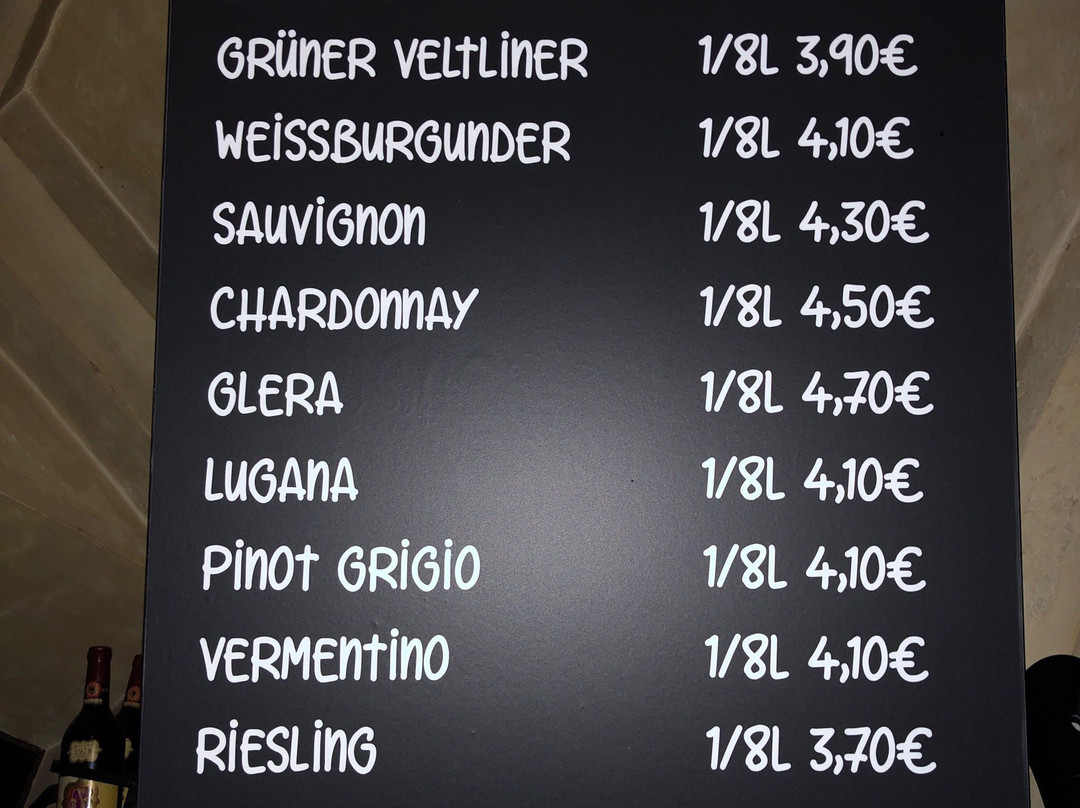 GRÜNER VELTLINER 1/8L 3,90€
WEISSBURGUNDER 1/8L 4,10€
SAUVIGNON 1/8L 4,30€
CHARDONNAY 1/8L 4,50€
GLERA 1/8L 4,70€
LUGANA 1/8L 4,10€
PINOT GRIGIO 1/8L 4,10€
VERMENTINO 1/8L 4,10€
RIESLING 1/8L 3,70€